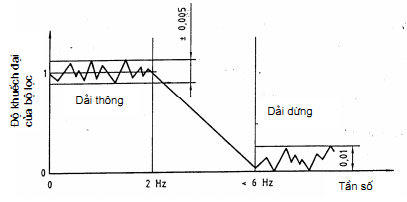 ± 0,005
Độ khuếch đại
của bộ lọc
1
Dải thông
Dải dừng
0,01
0
0
2 Hz
< 6 Hz
Tần số